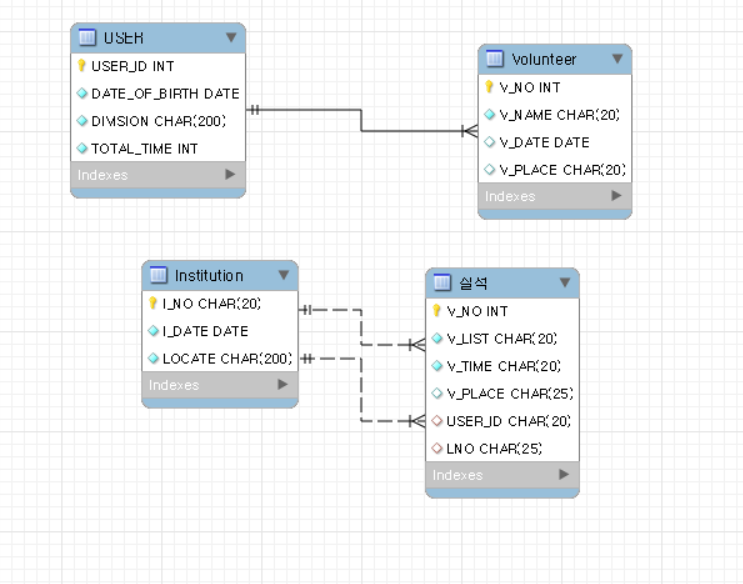 USER
USER_ID INT
DATE_OF_BIRTH DATE
DIVISION CHAR(200)
TOTAL_TIME INT
Indexes
Volunteer
V_NO INT
V_NAME CHAR(20)
V_DATE DATE
V_PLACE CHAR(20)
Indexes
Institution
I_NO CHAR(20)
I_DATE DATE
LOCATE CHAR(200)
Indexes
실석
V_NO INT
V_LIST CHAR(20)
V_TIME CHAR(20)
V_PLACE CHAR(25)
USER_ID CHAR(20)
I_NO CHAR(25)
Indexes